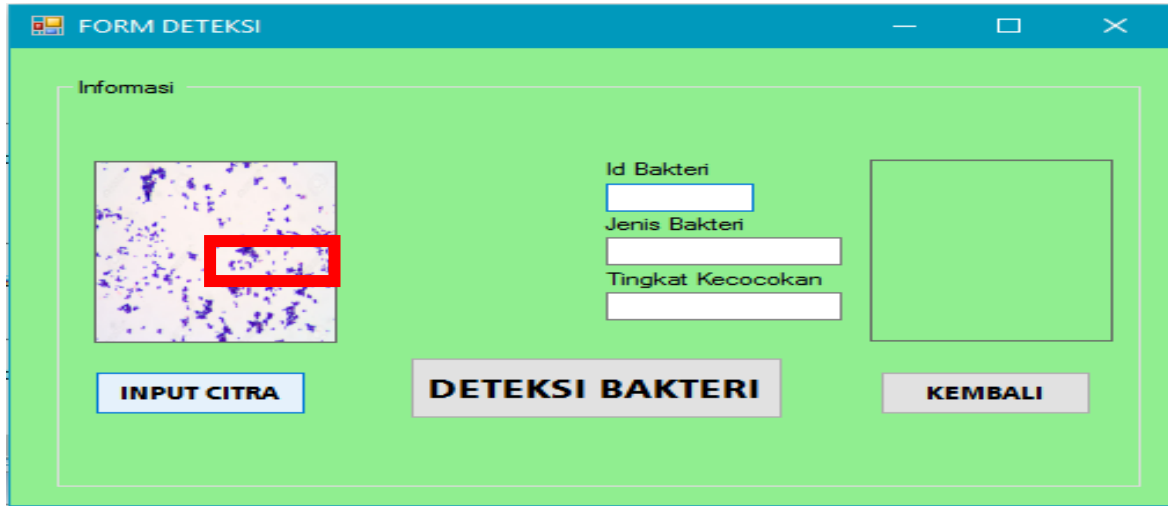 FORM DETEKSI
Informasi
Id Bakteri
Jenis Bakteri
Tingkat Kecocokan
INPUT CITRA
DETEKSI BAKTERI
KEMBALI